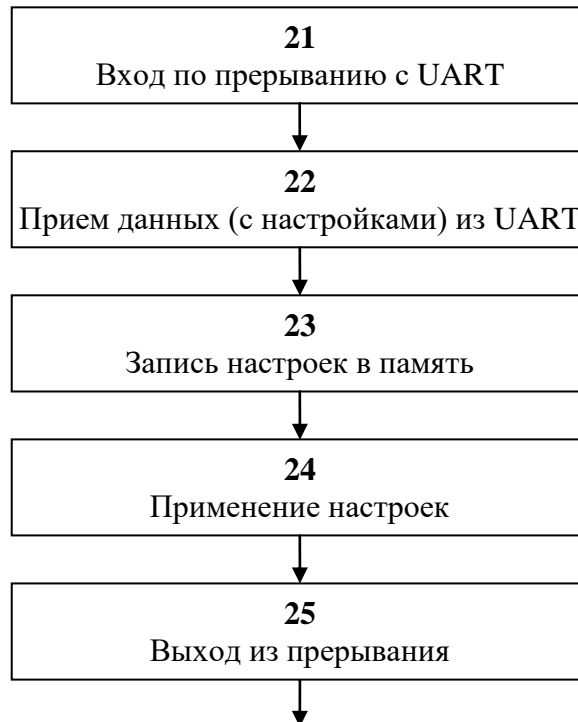 21
Вход по прерыванию с UART
22
Прием данных (с настройками) из UART
23
Запись настроек в память
24
Применение настроек
25
Выход из прерывания